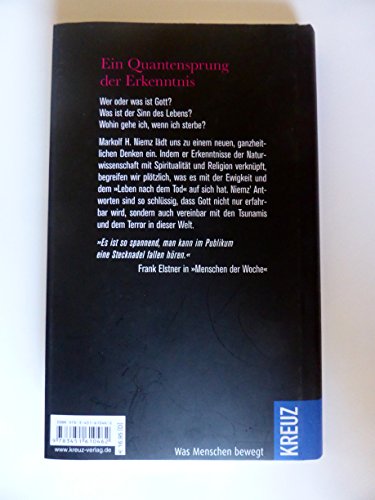 Ein Quantensprung
der Erkenntnis
Wer oder was ist Gott?
Was ist der Sinn des Lebens?
Wohin gehe ich, wenn ich sterbe?
Markolf H. Niemz lädt uns zu einem neuen, ganzheit-
lichen Denken ein. Indem er Erkenntnisse der Natur-
wissenschaft mit Spiritualität und Religion verknüpft,
begreifen wir plötzlich, was es mit der Ewigkeit und
dem »Leben nach dem Tod« auf sich hat. Niemz' Ant-
worten sind so schlüssig, dass Gott nicht nur erfahr-
bar wird, sondern auch vereinbar mit den Tsunamis
und dem Terror in dieser Welt.
»Es ist so spannend, man kann im Publikum
eine Stecknadel fallen hören.«
Frank Elstner in »Menschen der Woche«
9 783451 610462
www.kreuz-verlag.de
Was Menschen bewegt
KREUZ